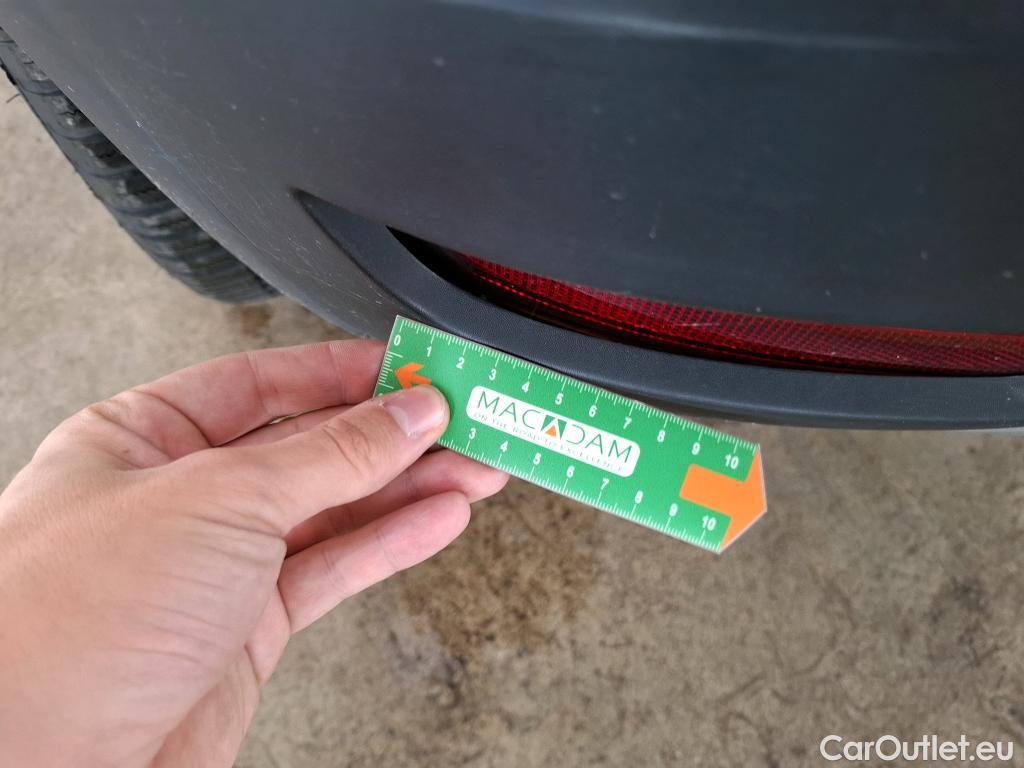 0 1 2 3 4 5 6 7 8 9 10
MACADAM
ON THE ROAD TO EXCELLENCE
3 4 5 6 7 8 9 10
CarOutlet.eu